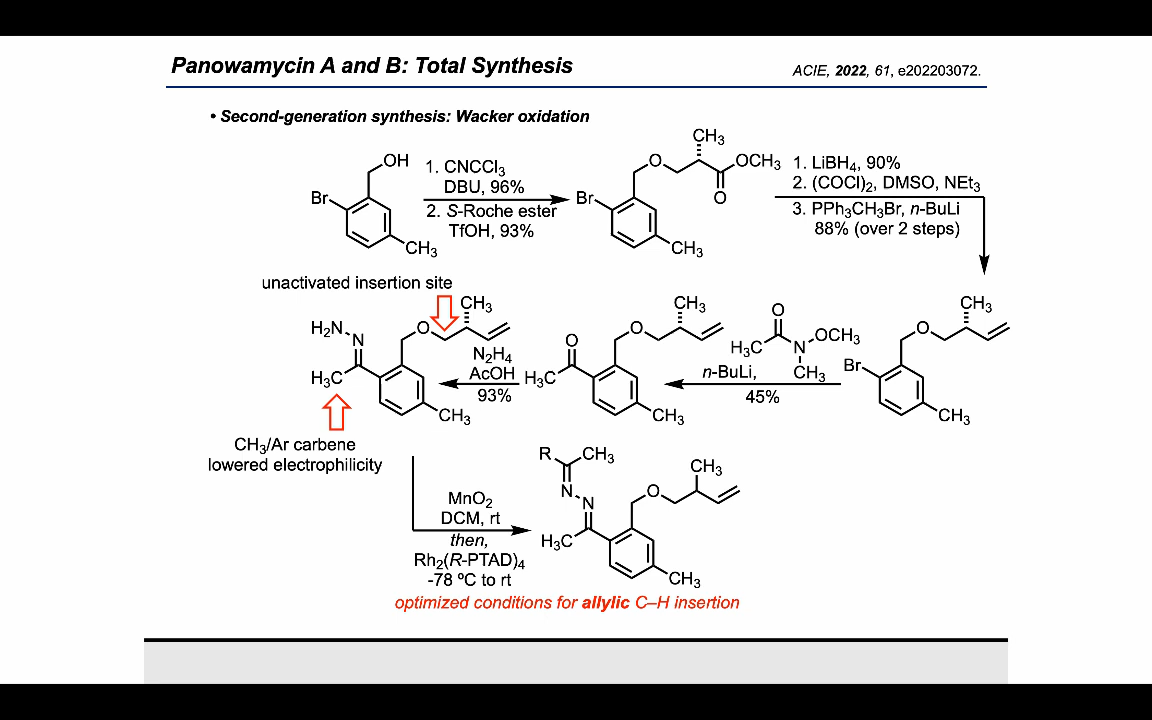 Panowamycin A and B: Total Synthesis
ACIE, 2022, 61, e202203072.
• Second-generation synthesis: Wacker oxidation
OH
Br
CH₃
1. CNCCl₃
DBU, 96%
2. S-Roche ester
TfOH, 93%
CH₃
O
OCH₃
O
Br
CH₃
1. LiBH₄, 90%
2. (COCl)₂, DMSO, NEt₃
3. PPh₃CH₃Br, n-BuLi
88% (over 2 steps)
unactivated insertion site
CH₃
H₂N
N
O
H₃C
CH₃
N₂H₄
AcOH
93%
CH₃
O
O
H₃C
CH₃
O
H₃C
N
OCH₃
CH₃
n-BuLi,
45%
CH₃
O
Br
CH₃
CH₃/Ar carbene
lowered electrophilicity
MnO₂
DCM, rt
then,
Rh₂(R-PTAD)₄
-78 ºC to rt
R
CH₃
N
N
CH₃
O
H₃C
CH₃
optimized conditions for allylic C–H insertion